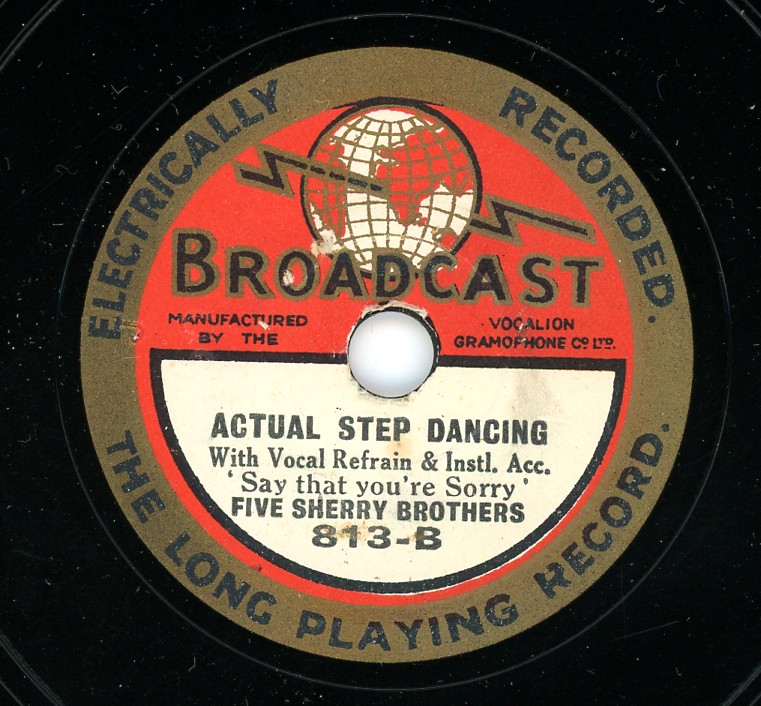 ELECTRICALLY RECORDED.
BROADCAST
MANUFACTURED
BY THE
VOCALION
GRAMOPHONE Cº LTD.
ACTUAL STEP DANCING
With Vocal Refrain & Instl. Acc.
'Say that you're Sorry'
FIVE SHERRY BROTHERS
813-B
THE LONG PLAYING RECORD.